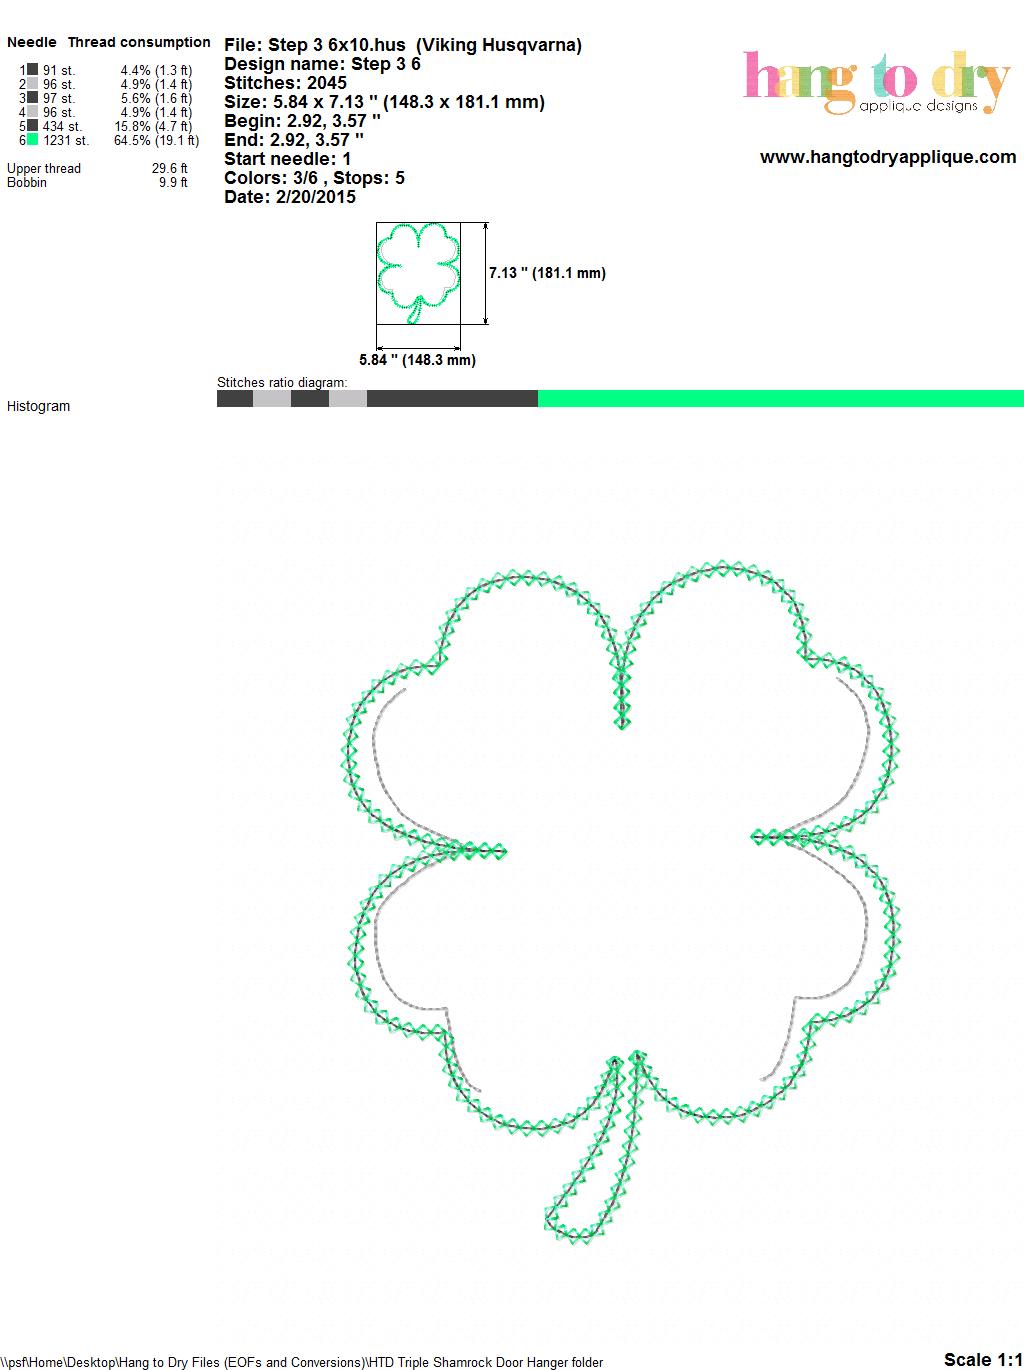 Needle Thread consumption
1 91 st. 4.4% (1.3 ft)
2 96 st. 4.9% (1.4 ft)
3 97 st. 5.6% (1.6 ft)
4 96 st. 4.9% (1.4 ft)
5 434 st. 15.8% (4.7 ft)
6 1231 st. 64.5% (19.1 ft)
Upper thread 29.6 ft
Bobbin 9.9 ft
File: Step 3 6x10.hus (Viking Husqvarna)
Design name: Step 3 6
Stitches: 2045
Size: 5.84 x 7.13 " (148.3 x 181.1 mm)
Begin: 2.92, 3.57 "
End: 2.92, 3.57 "
Start needle: 1
Colors: 3/6 , Stops: 5
Date: 2/20/2015
hang to dry
applique designs
www.hangtodryapplique.com
7.13 " (181.1 mm)
5.84 " (148.3 mm)
Stitches ratio diagram:
Histogram
\\psf\Home\Desktop\Hang to Dry Files (EOFs and Conversions)\HTD Triple Shamrock Door Hanger folder
Scale 1:1